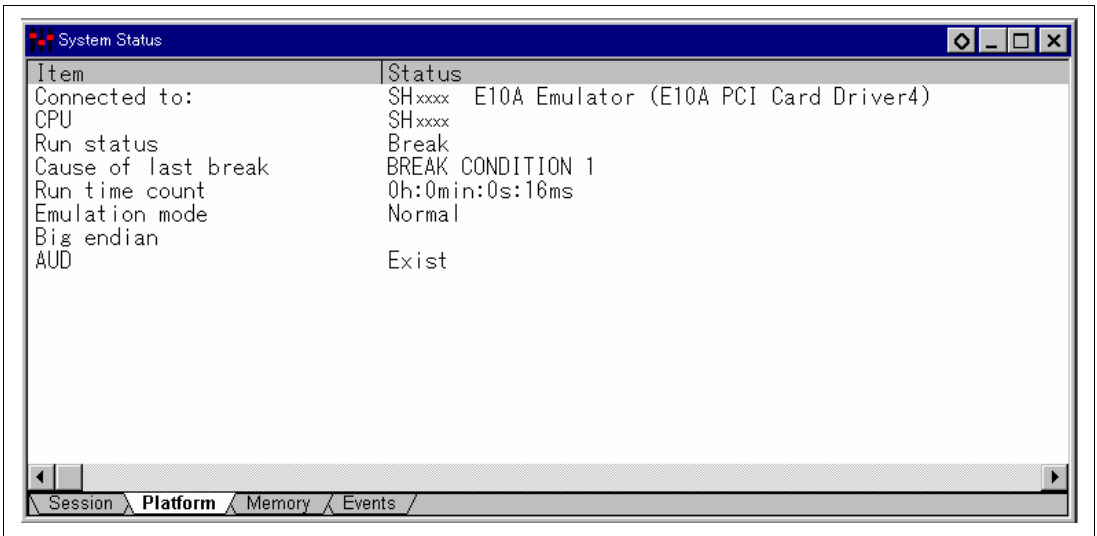 System Status
Item Status
Connected to: SHxxxx E10A Emulator (E10A PCI Card Driver4)
CPU SHxxxx
Run status Break
Cause of last break BREAK CONDITION 1
Run time count 0h:0min:0s:16ms
Emulation mode Normal
Big endian
AUD Exist
Session Platform Memory Events